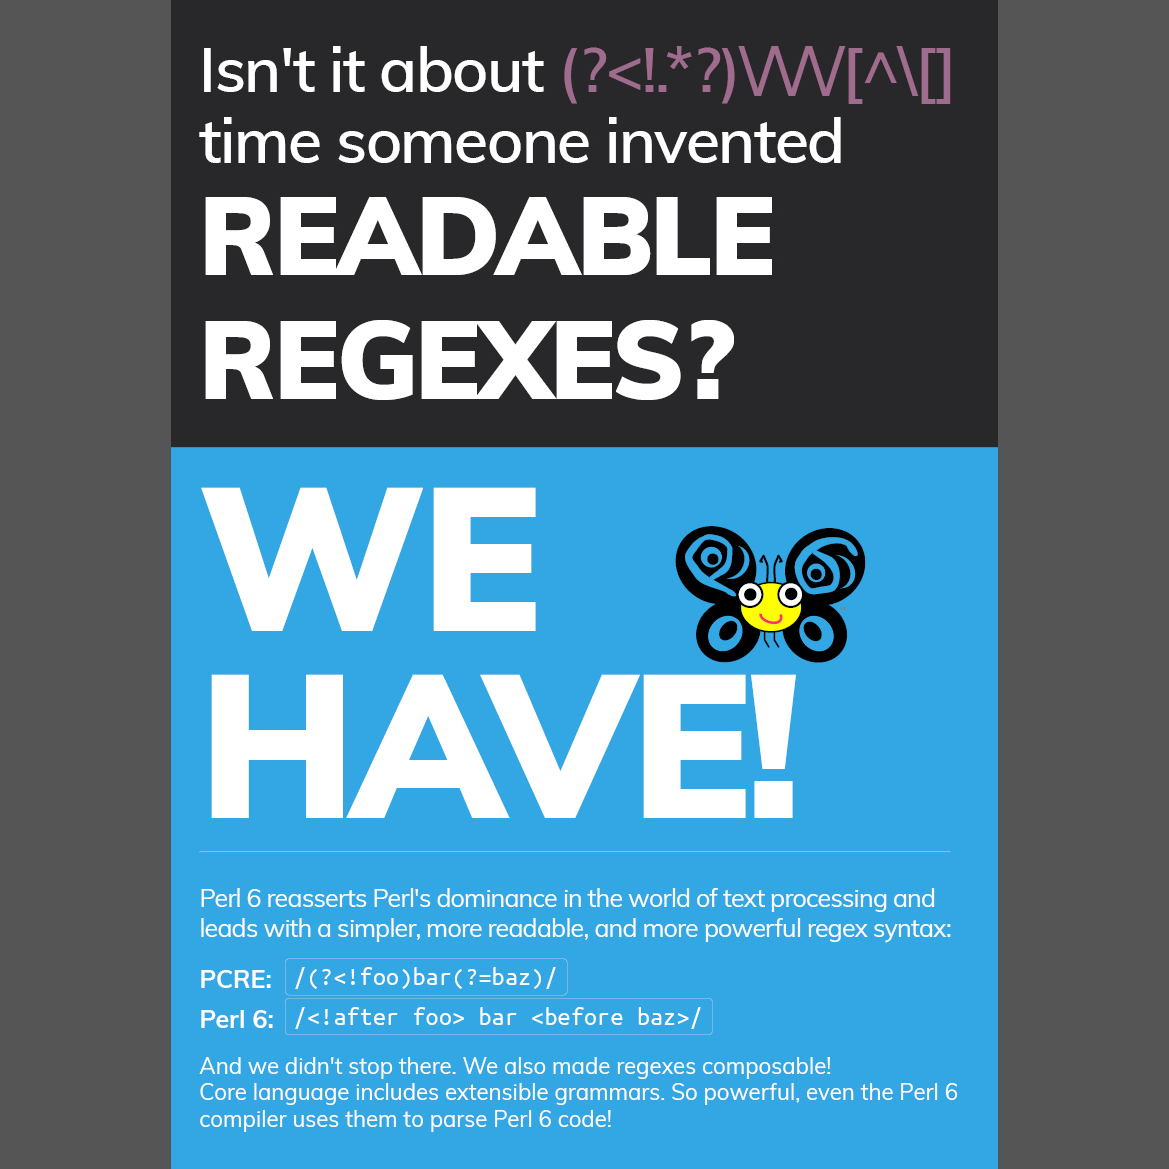 Isn't it about (?<!.*?)\/\/\/[^\[]
time someone invented
READABLE
REGEXES?
WE
HAVE!
Perl 6 reasserts Perl's dominance in the world of text processing and
leads with a simpler, more readable, and more powerful regex syntax:
PCRE: /(?<!foo)bar(?=baz)/
Perl 6: /<!after foo> bar <before baz>/
And we didn't stop there. We also made regexes composable!
Core language includes extensible grammars. So powerful, even the Perl 6
compiler uses them to parse Perl 6 code!